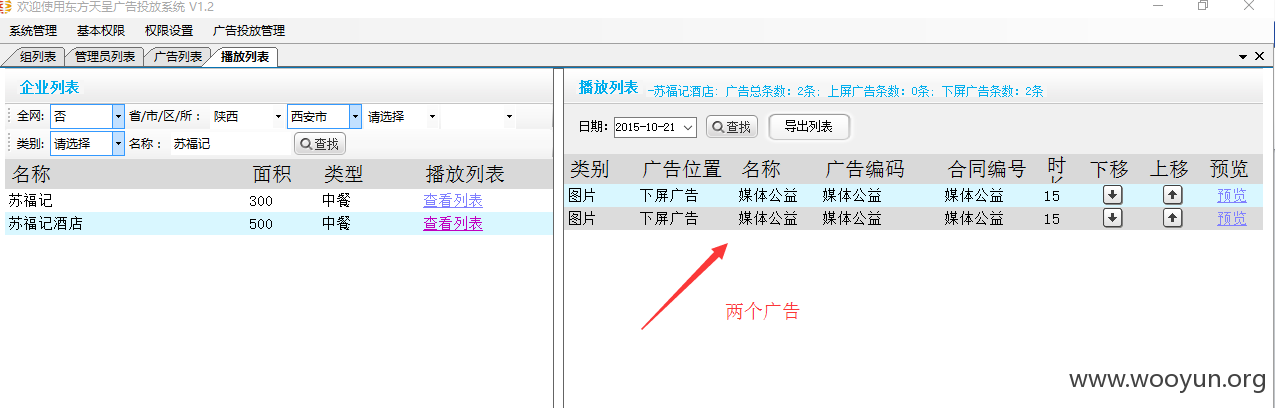 欢迎使用东方天呈广告投放系统 V1.2
系统管理 基本权限 权限设置 广告投放管理
组列表 管理员列表 广告列表 播放列表
企业列表
全网: 否 省/市/区/所： 陕西 西安市 请选择
类别: 请选择 名称： 苏福记 查找
名称 面积 类型 播放列表
苏福记 300 中餐 查看列表
苏福记酒店 500 中餐 查看列表
播放列表 -苏福记酒店：广告总条数：2条；上屏广告条数：0条；下屏广告条数：2条
日期: 2015-10-21 查找 导出列表
类别 广告位置 名称 广告编码 合同编号 时长 下移 上移 预览
图片 下屏广告 媒体公益 媒体公益 媒体公益 15 预览
图片 下屏广告 媒体公益 媒体公益 媒体公益 15 预览
两个广告
www.wooyun.org